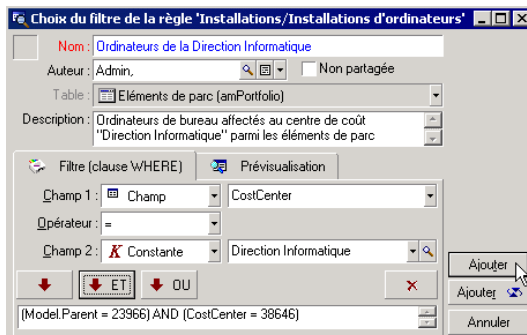 Choix du filtre de la règle 'Installations/Installations d'ordinateurs'
Nom : Ordinateurs de la Direction Informatique
Auteur : Admin, Non partagée
Table : Eléments de parc (amPortfolio)
Description : Ordinateurs de bureau affectés au centre de coût
"Direction Informatique" parmi les éléments de parc
Filtre (clause WHERE) Prévisualisation
Champ 1 : Champ CostCenter
Opérateur : =
Champ 2 : K Constante Direction Informatique
Ajouter
ET OU
Ajouter
(Model.Parent = 23966) AND (CostCenter = 38646)
Annuler